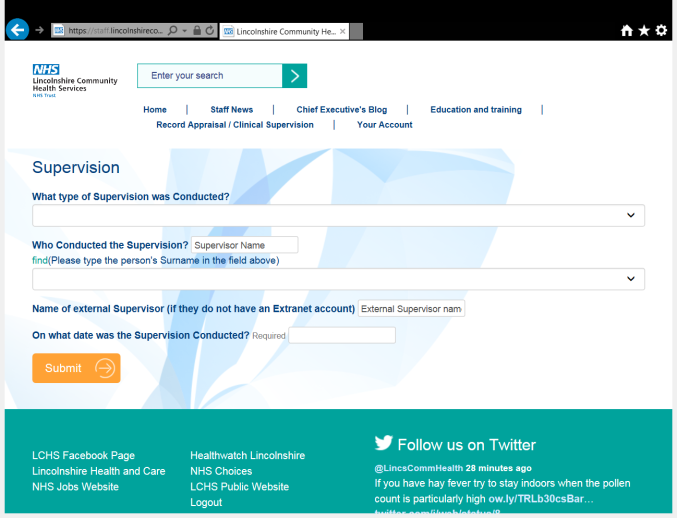 https://staff.lincolnshireco...
Lincolnshire Community He...
NHS
Lincolnshire Community
Health Services
NHS Trust
Enter your search
Home | Staff News | Chief Executive's Blog | Education and training |
Record Appraisal / Clinical Supervision | Your Account
Supervision
What type of Supervision was Conducted?
Who Conducted the Supervision? Supervisor Name
find(Please type the person's Surname in the field above)
Name of external Supervisor (if they do not have an Extranet account) External Supervisor nam
On what date was the Supervision Conducted? Required
Submit
LCHS Facebook Page
Lincolnshire Health and Care
NHS Jobs Website
Healthwatch Lincolnshire
NHS Choices
LCHS Public Website
Logout
Follow us on Twitter
@LincsCommHealth 28 minutes ago
If you have hay fever try to stay indoors when the pollen
count is particularly high ow.ly/TRLb30csBar…
twitter.com/i/web/status/8